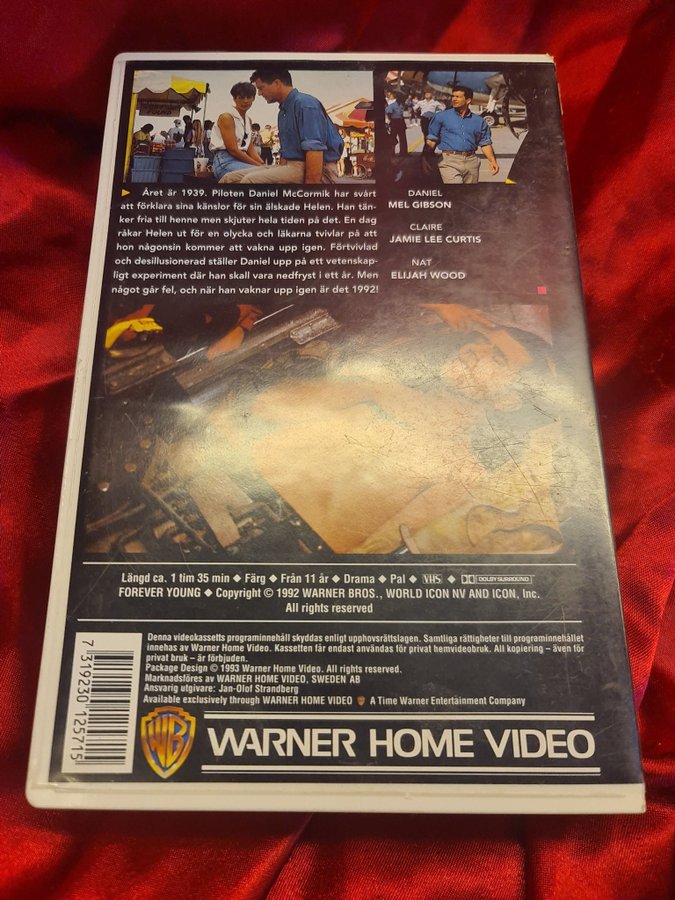 Året är 1939. Piloten Daniel McCormik har svårt
att förklara sina känslor för sin älskade Helen. Han tän-
ker fria till henne men skjuter hela tiden på det. En dag
råkar Helen ut för en olycka och läkarna tvivlar på att
hon någonsin kommer att vakna upp igen. Förtvivlad
och desillusionerad ställer Daniel upp på ett vetenskap-
ligt experiment där han skall vara nedfryst i ett år. Men
något går fel, och när han vaknar upp igen är det 1992!
DANIEL
MEL GIBSON
CLAIRE
JAMIE LEE CURTIS
NAT
ELIJAH WOOD
Längd ca. 1 tim 35 min ◆ Färg ◆ Från 11 år ◆ Drama ◆ Pal ◆ VHS ◆ DOLBY SURROUND
FOREVER YOUNG ◆ Copyright © 1992 WARNER BROS., WORLD ICON NV AND ICON, Inc.
All rights reserved
Denna videokassetts programinnehåll skyddas enligt upphovsrättslagen. Samtliga rättigheter till programinnehållet
innehas av Warner Home Video. Kassetten får endast användas för privat hemvideobruk. All kopiering – även för
privat bruk – är förbjuden.
Package Design © 1993 Warner Home Video. All rights reserved.
Marknadsföres av WARNER HOME VIDEO, SWEDEN AB
Ansvarig utgivare: Jan-Olof Strandberg
Available exclusively through WARNER HOME VIDEO A Time Warner Entertainment Company
7 319230 125715
WB
WARNER HOME VIDEO